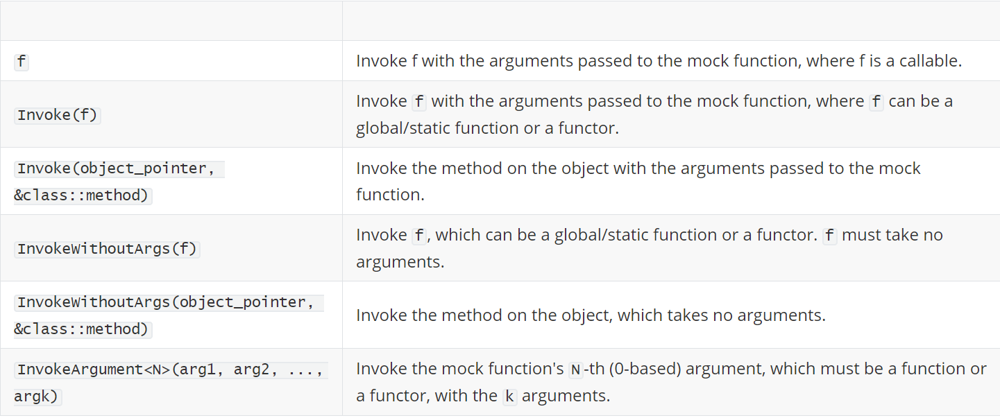 f
Invoke f with the arguments passed to the mock function, where f is a callable.
Invoke(f)
Invoke f with the arguments passed to the mock function, where f can be a
global/static function or a functor.
Invoke(object_pointer,
&class::method)
Invoke the method on the object with the arguments passed to the mock
function.
InvokeWithoutArgs(f)
Invoke f, which can be a global/static function or a functor. f must take no
arguments.
InvokeWithoutArgs(object_pointer,
&class::method)
Invoke the method on the object, which takes no arguments.
InvokeArgument<N>(arg1, arg2, ...,
argk)
Invoke the mock function's N-th (0-based) argument, which must be a function or
a functor, with the k arguments.